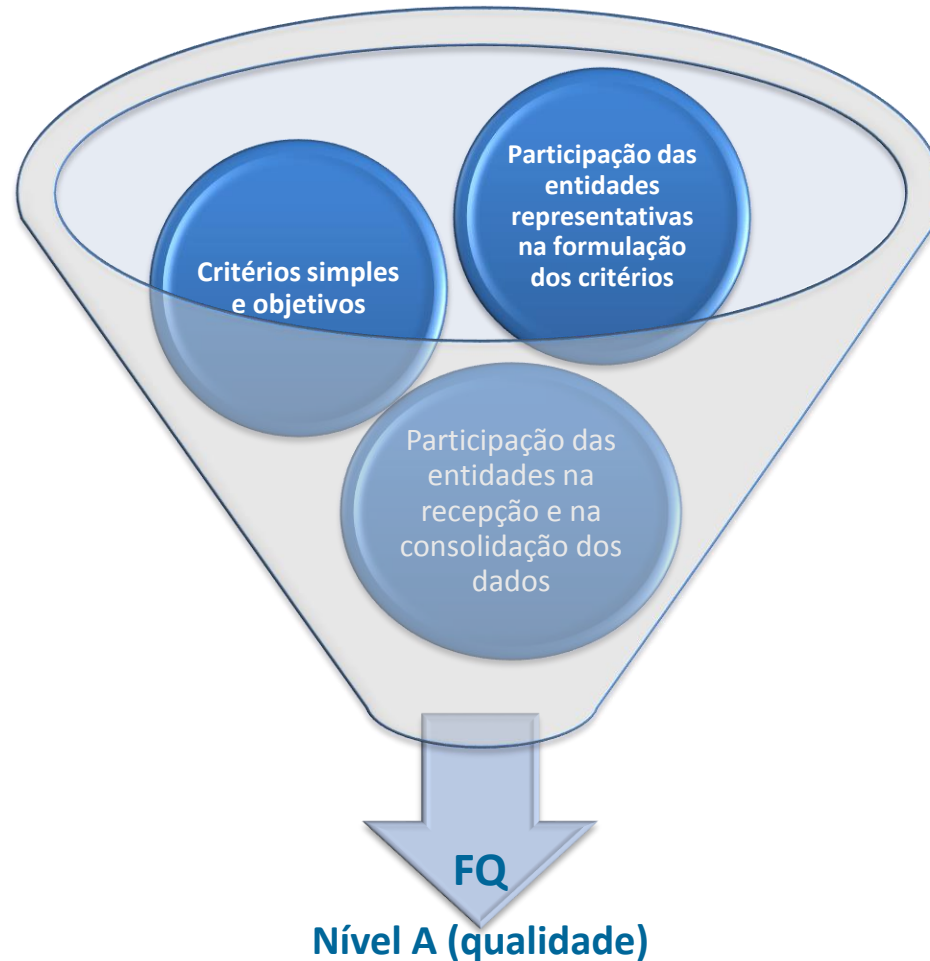 Participação das
entidades
representativas
na formulação
dos critérios
Critérios simples
e objetivos
Participação das
entidades na
recepção e na
consolidação dos
dados
FQ
Nível A (qualidade)